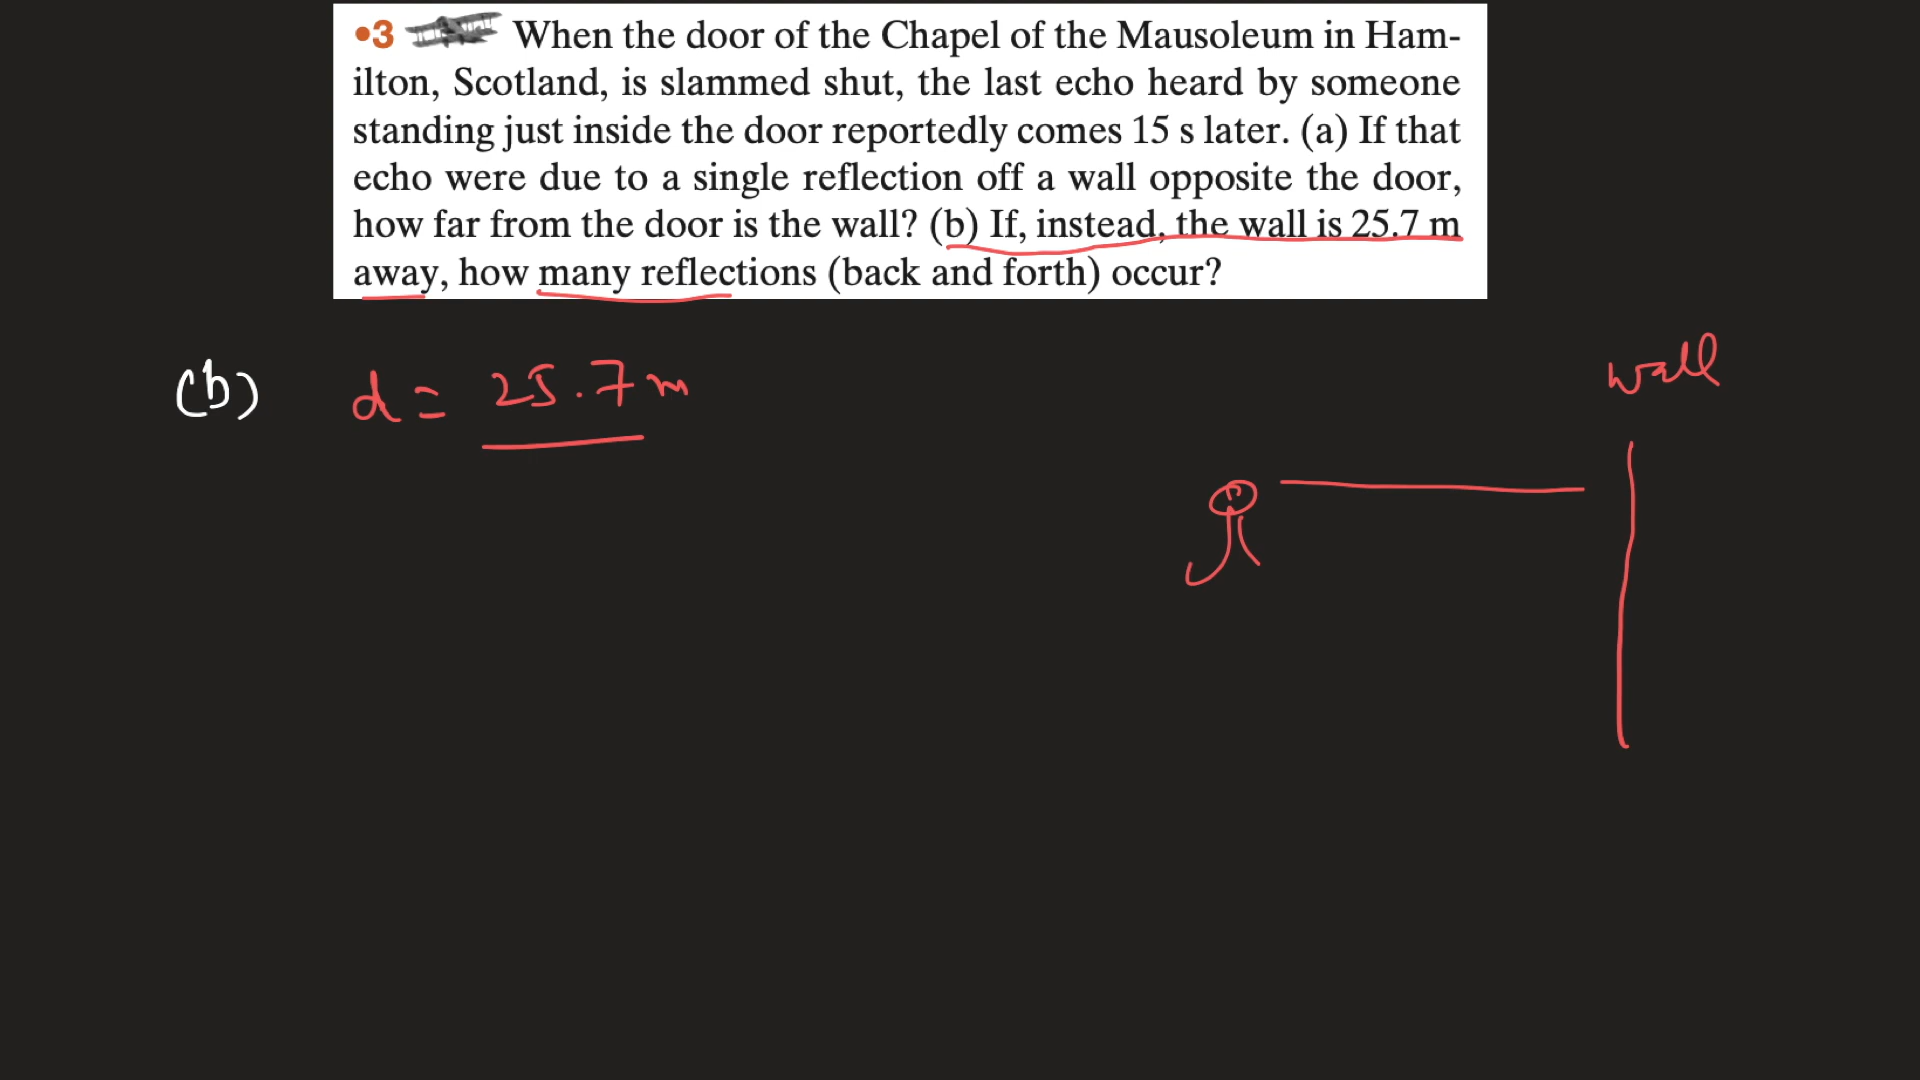 •3 When the door of the Chapel of the Mausoleum in Ham-
ilton, Scotland, is slammed shut, the last echo heard by someone
standing just inside the door reportedly comes 15 s later. (a) If that
echo were due to a single reflection off a wall opposite the door,
how far from the door is the wall? (b) If, instead, the wall is 25.7 m
away, how many reflections (back and forth) occur?
(b) d = 25.7 m
wall